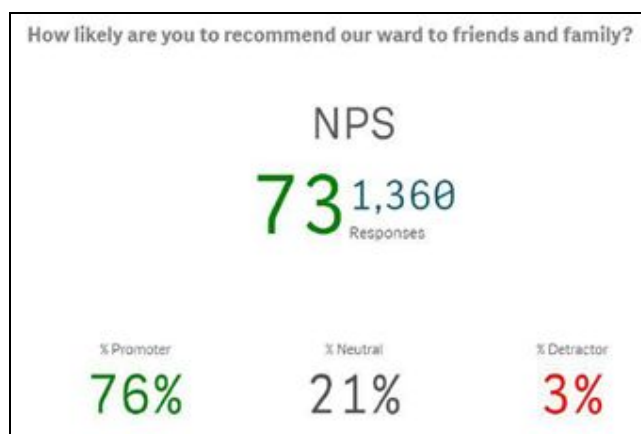 How likely are you to recommend our ward to friends and family?
NPS
73 1,360
Responses
% Promoter % Neutral % Detractor
76% 21% 3%